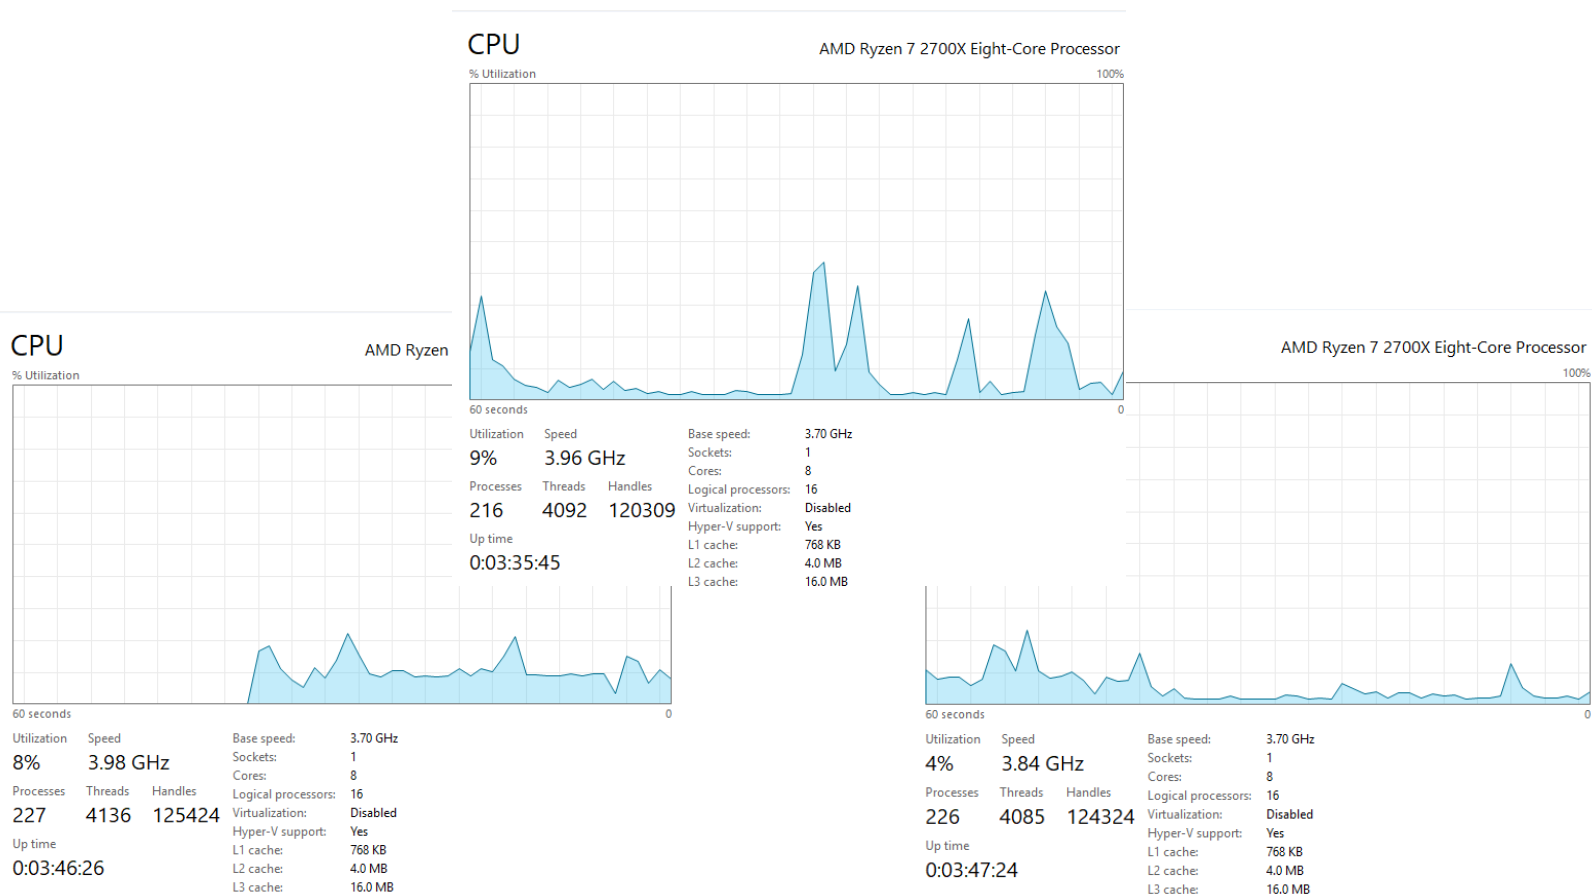 CPU
AMD Ryzen 7 2700X Eight-Core Processor
% Utilization
100%
60 seconds
0
Utilization
Speed
9%
3.96 GHz
Processes
Threads
Handles
216
4092
120309
Up time
0:03:35:45
Base speed: 3.70 GHz
Sockets: 1
Cores: 8
Logical processors: 16
Virtualization: Disabled
Hyper-V support: Yes
L1 cache: 768 KB
L2 cache: 4.0 MB
L3 cache: 16.0 MB
CPU
AMD Ryzen
% Utilization
60 seconds
0
Utilization
Speed
8%
3.98 GHz
Processes
Threads
Handles
227
4136
125424
Up time
0:03:46:26
Base speed: 3.70 GHz
Sockets: 1
Cores: 8
Logical processors: 16
Virtualization: Disabled
Hyper-V support: Yes
L1 cache: 768 KB
L2 cache: 4.0 MB
L3 cache: 16.0 MB
AMD Ryzen 7 2700X Eight-Core Processor
100%
60 seconds
0
Utilization
Speed
4%
3.84 GHz
Processes
Threads
Handles
226
4085
124324
Up time
0:03:47:24
Base speed: 3.70 GHz
Sockets: 1
Cores: 8
Logical processors: 16
Virtualization: Disabled
Hyper-V support: Yes
L1 cache: 768 KB
L2 cache: 4.0 MB
L3 cache: 16.0 MB